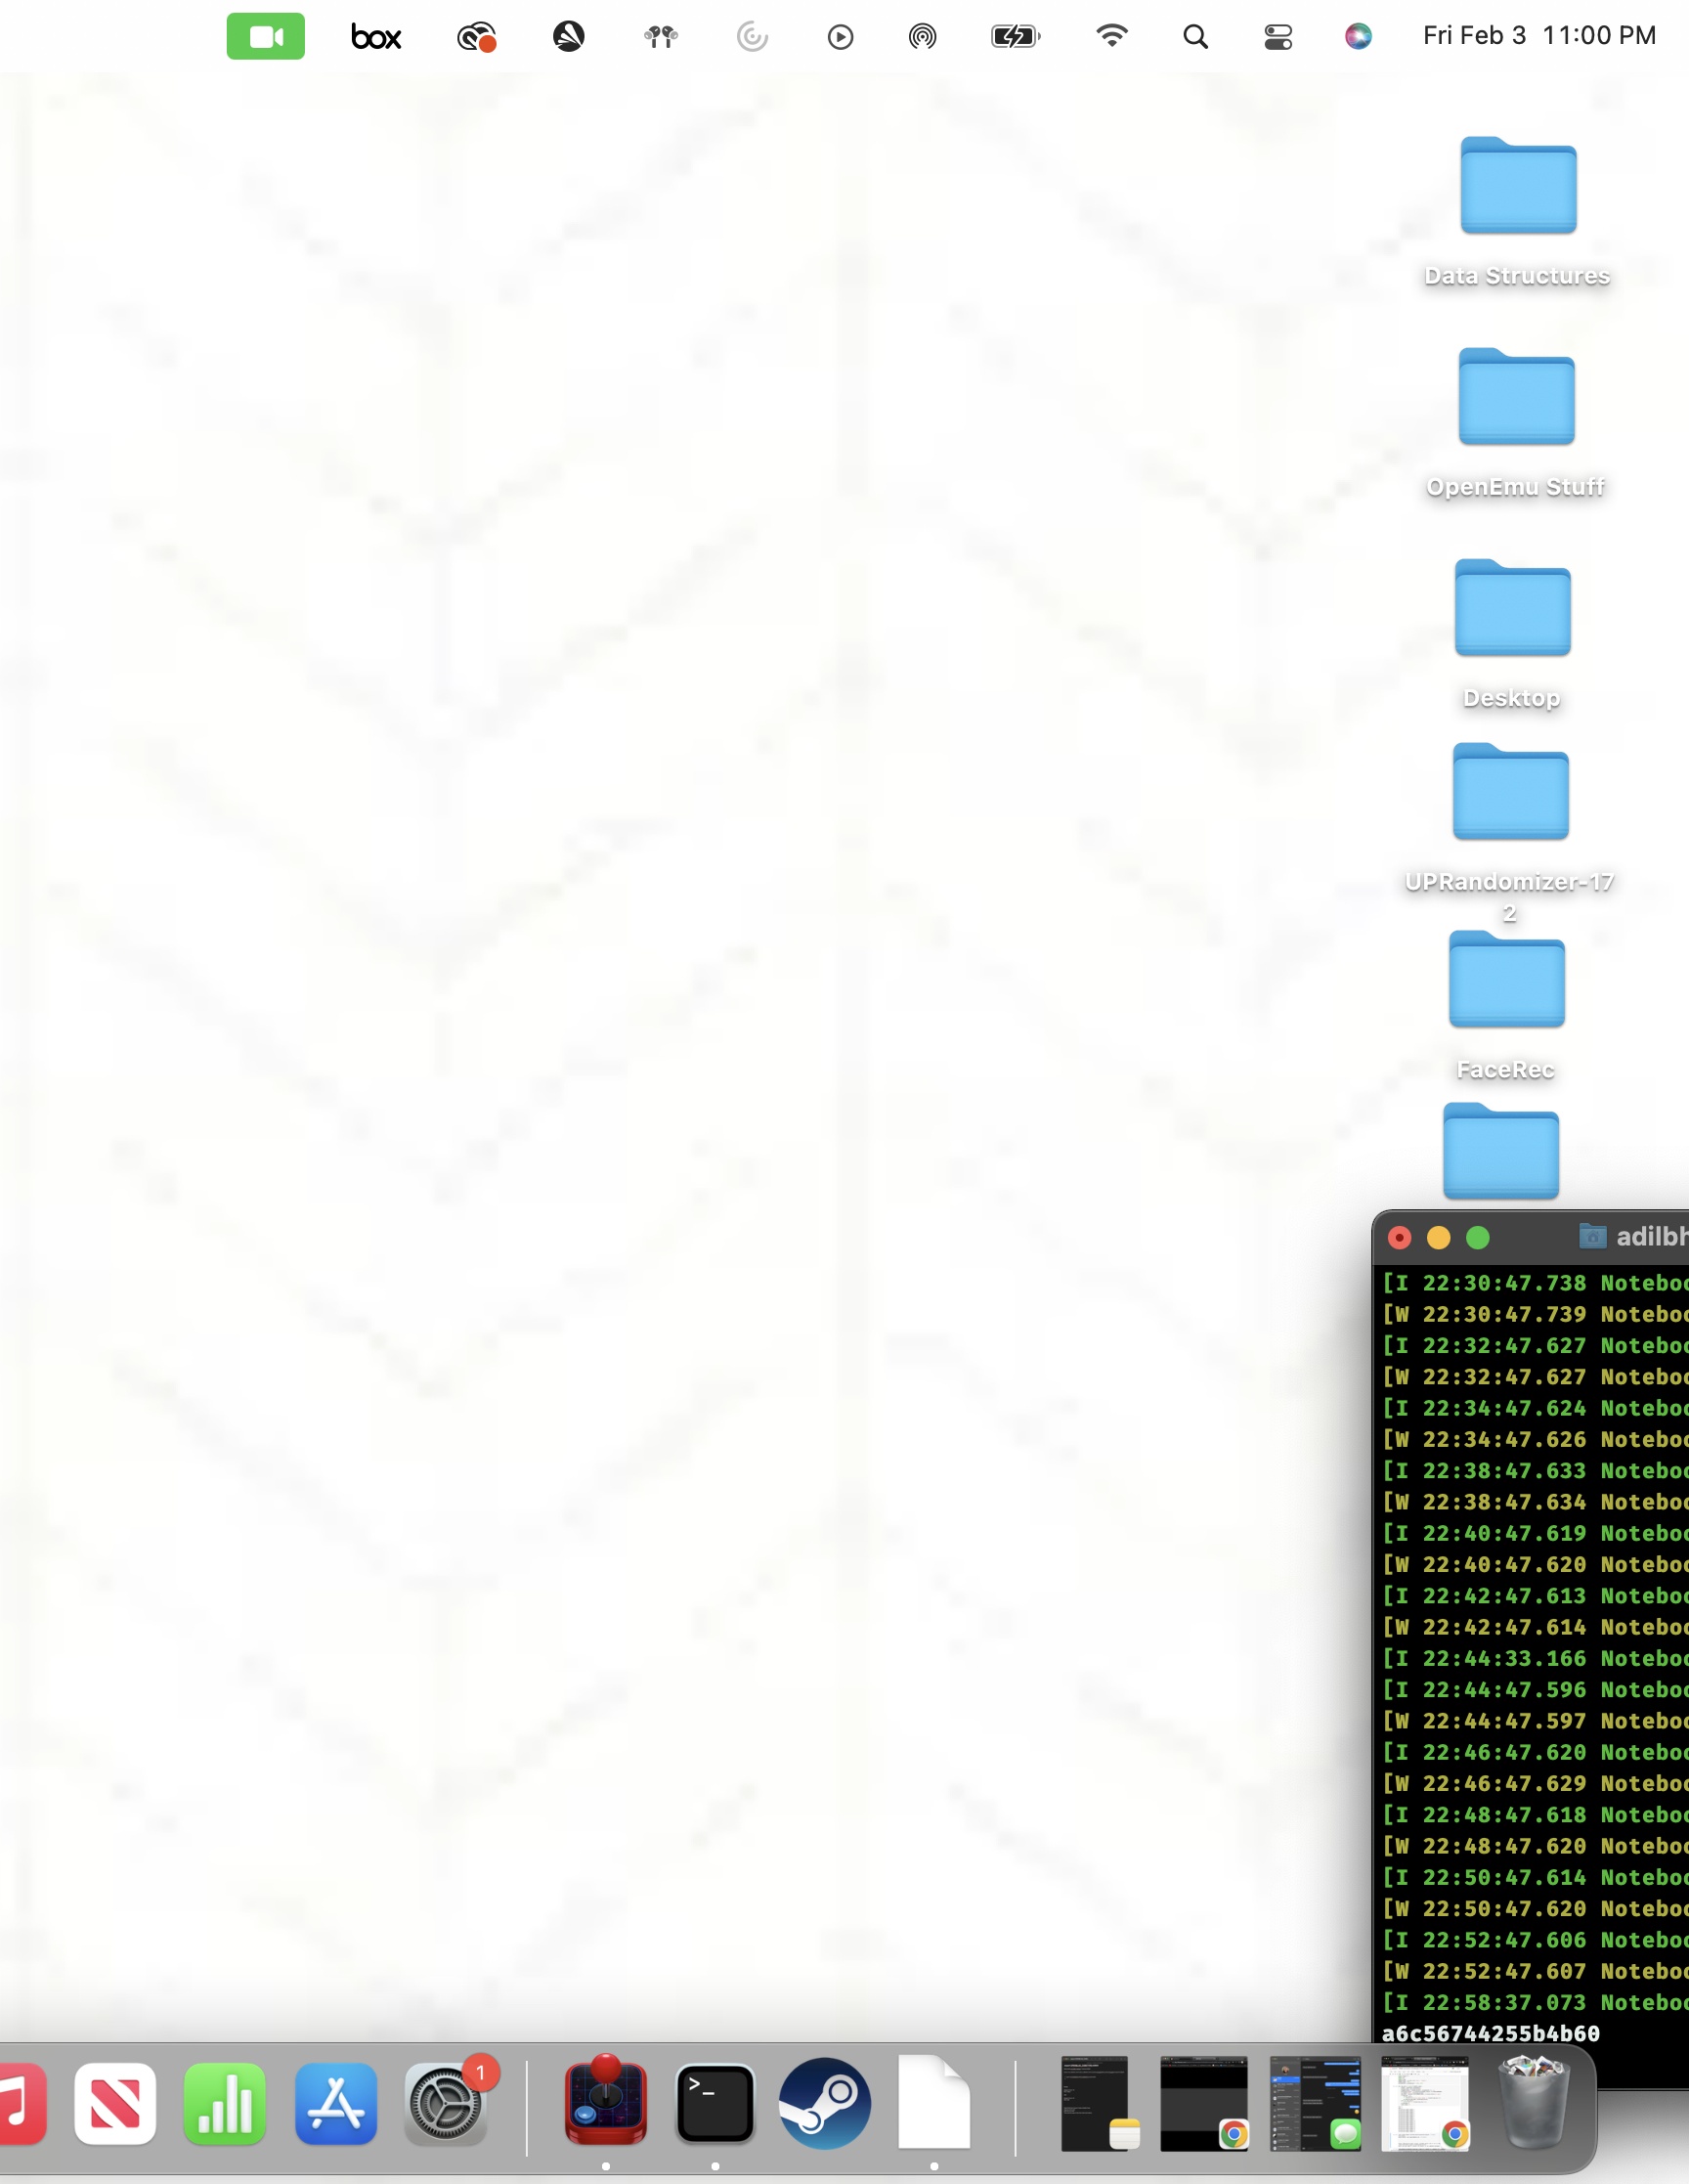 box
Fri Feb 3 11:00 PM
Data Structures
OpenEmu Stuff
Desktop
UPRandomizer-17
2
FaceRec
adilbh
[I 22:30:47.738 Noteboo
[W 22:30:47.739 Noteboo
[I 22:32:47.627 Noteboo
[W 22:32:47.627 Noteboo
[I 22:34:47.624 Noteboo
[W 22:34:47.626 Noteboo
[I 22:38:47.633 Noteboo
[W 22:38:47.634 Noteboo
[I 22:40:47.619 Noteboo
[W 22:40:47.620 Noteboo
[I 22:42:47.613 Noteboo
[W 22:42:47.614 Noteboo
[I 22:44:33.166 Noteboo
[I 22:44:47.596 Noteboo
[W 22:44:47.597 Noteboo
[I 22:46:47.620 Noteboo
[W 22:46:47.629 Noteboo
[I 22:48:47.618 Noteboo
[W 22:48:47.620 Noteboo
[I 22:50:47.614 Noteboo
[W 22:50:47.620 Noteboo
[I 22:52:47.606 Noteboo
[W 22:52:47.607 Noteboo
[I 22:58:37.073 Noteboo
a6c56744255b4b60
1
>_